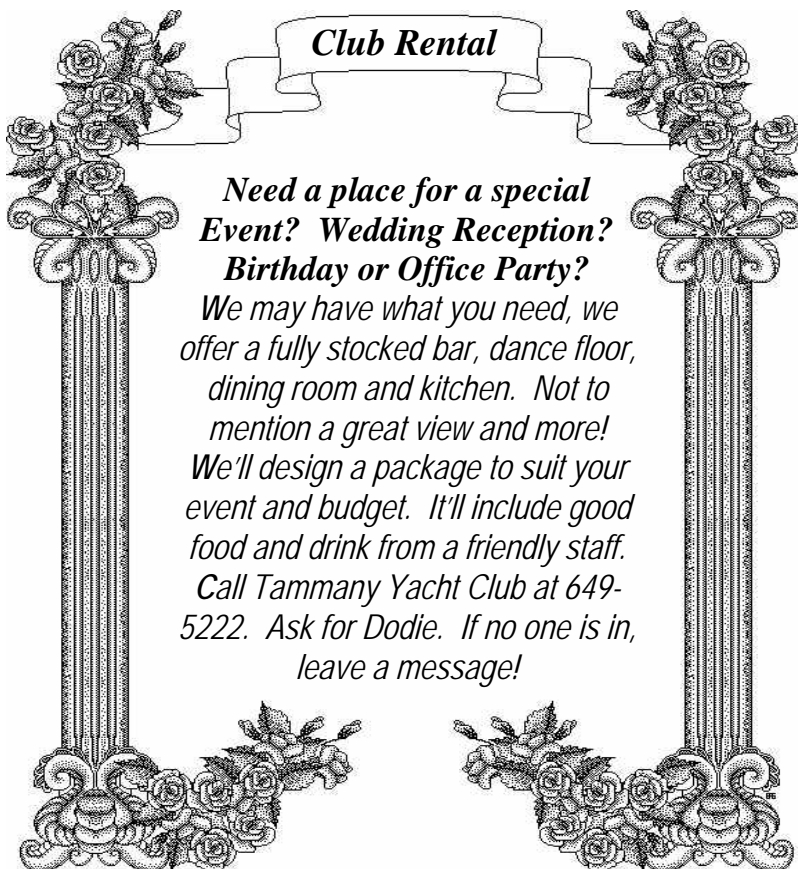 Club Rental
Need a place for a special
Event? Wedding Reception?
Birthday or Office Party?
We may have what you need, we
offer a fully stocked bar, dance floor,
dining room and kitchen. Not to
mention a great view and more!
We'll design a package to suit your
event and budget. It'll include good
food and drink from a friendly staff.
Call Tammany Yacht Club at 649-
5222. Ask for Dodie. If no one is in,
leave a message!